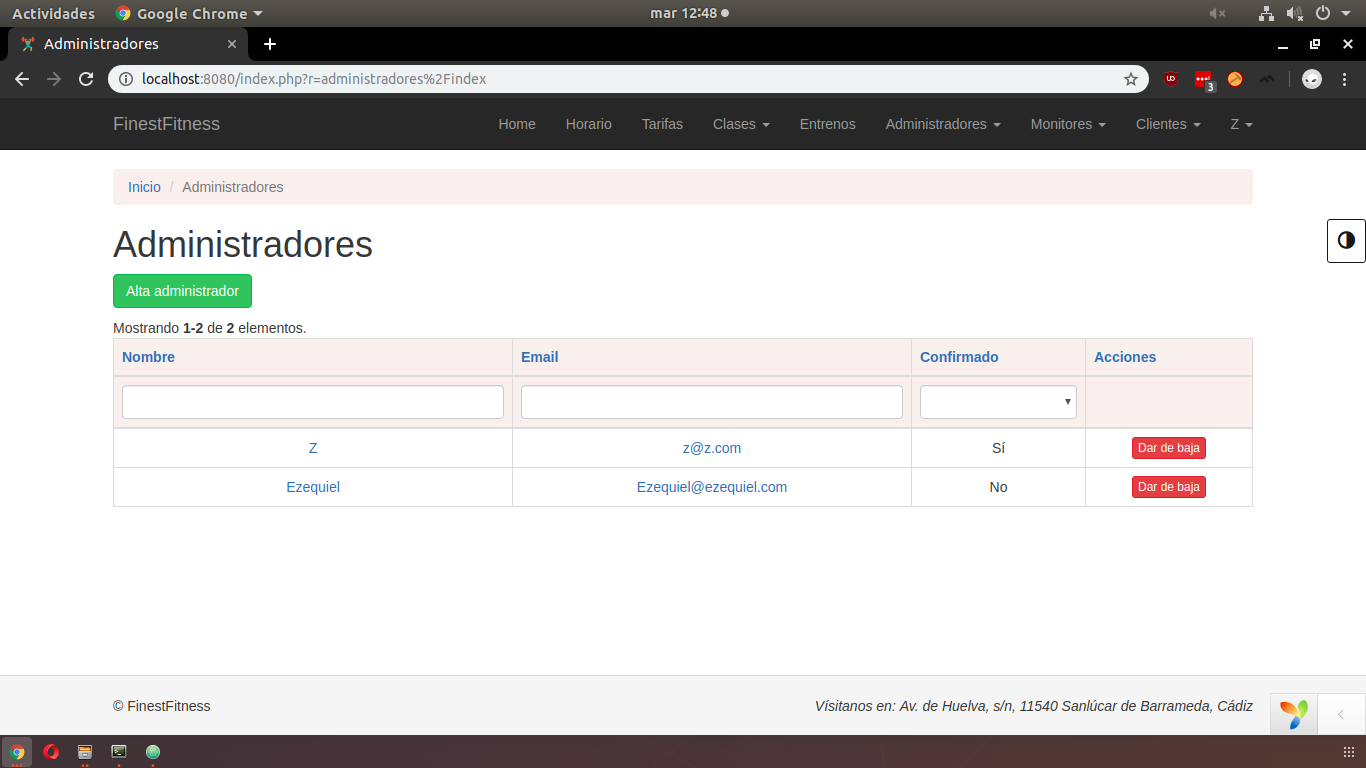 Actividades Google Chrome mar 12:48
Administradores
localhost:8080/index.php?r=administradores%2Findex
UD
3
FinestFitness Home Horario Tarifas Clases Entrenos Administradores Monitores Clientes Z
Inicio / Administradores
Administradores
Alta administrador
Mostrando 1-2 de 2 elementos.
Nombre Email Confirmado Acciones
Z z@z.com Sí Dar de baja
Ezequiel Ezequiel@ezequiel.com No Dar de baja
© FinestFitness Vísitanos en: Av. de Huelva, s/n, 11540 Sanlúcar de Barrameda, Cádiz